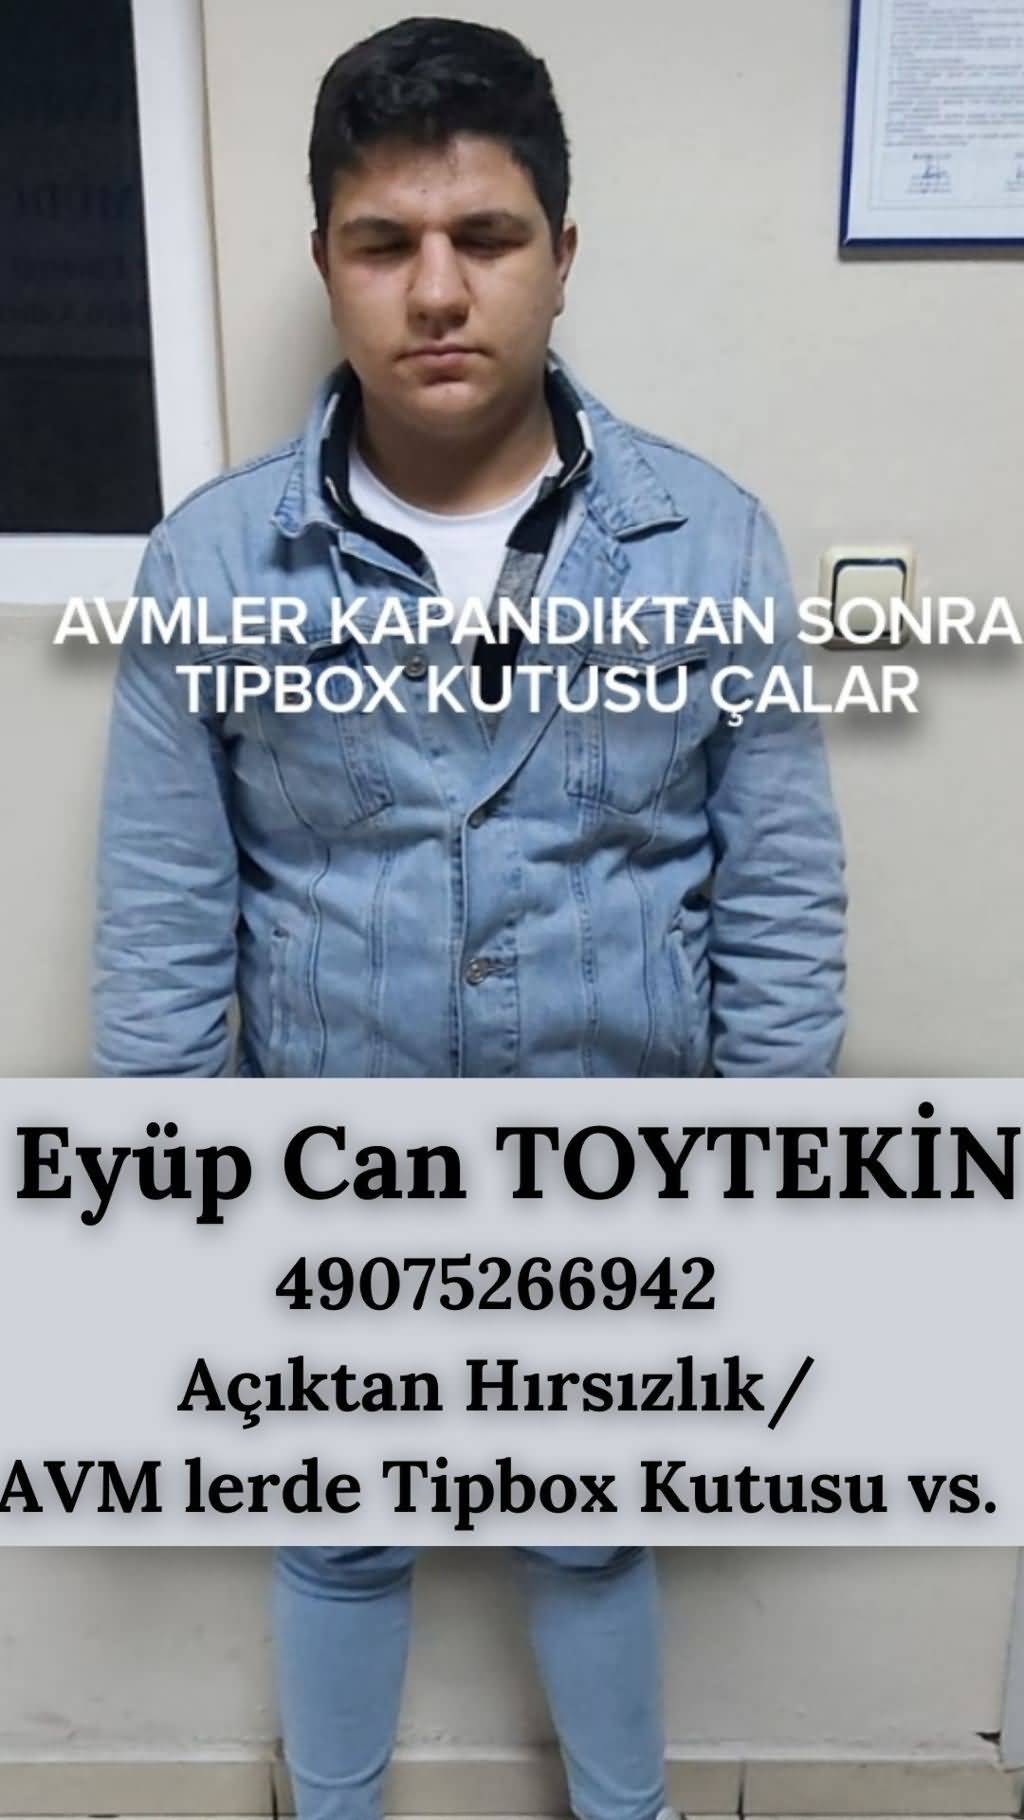 AVMLER KAPANDIKTAN SONRA
TIPBOX KUTUSU ÇALAR
Eyüp Can TOYTEKİN
49075266942
Açıktan Hırsızlık/
AVM lerde Tipbox Kutusu vs.